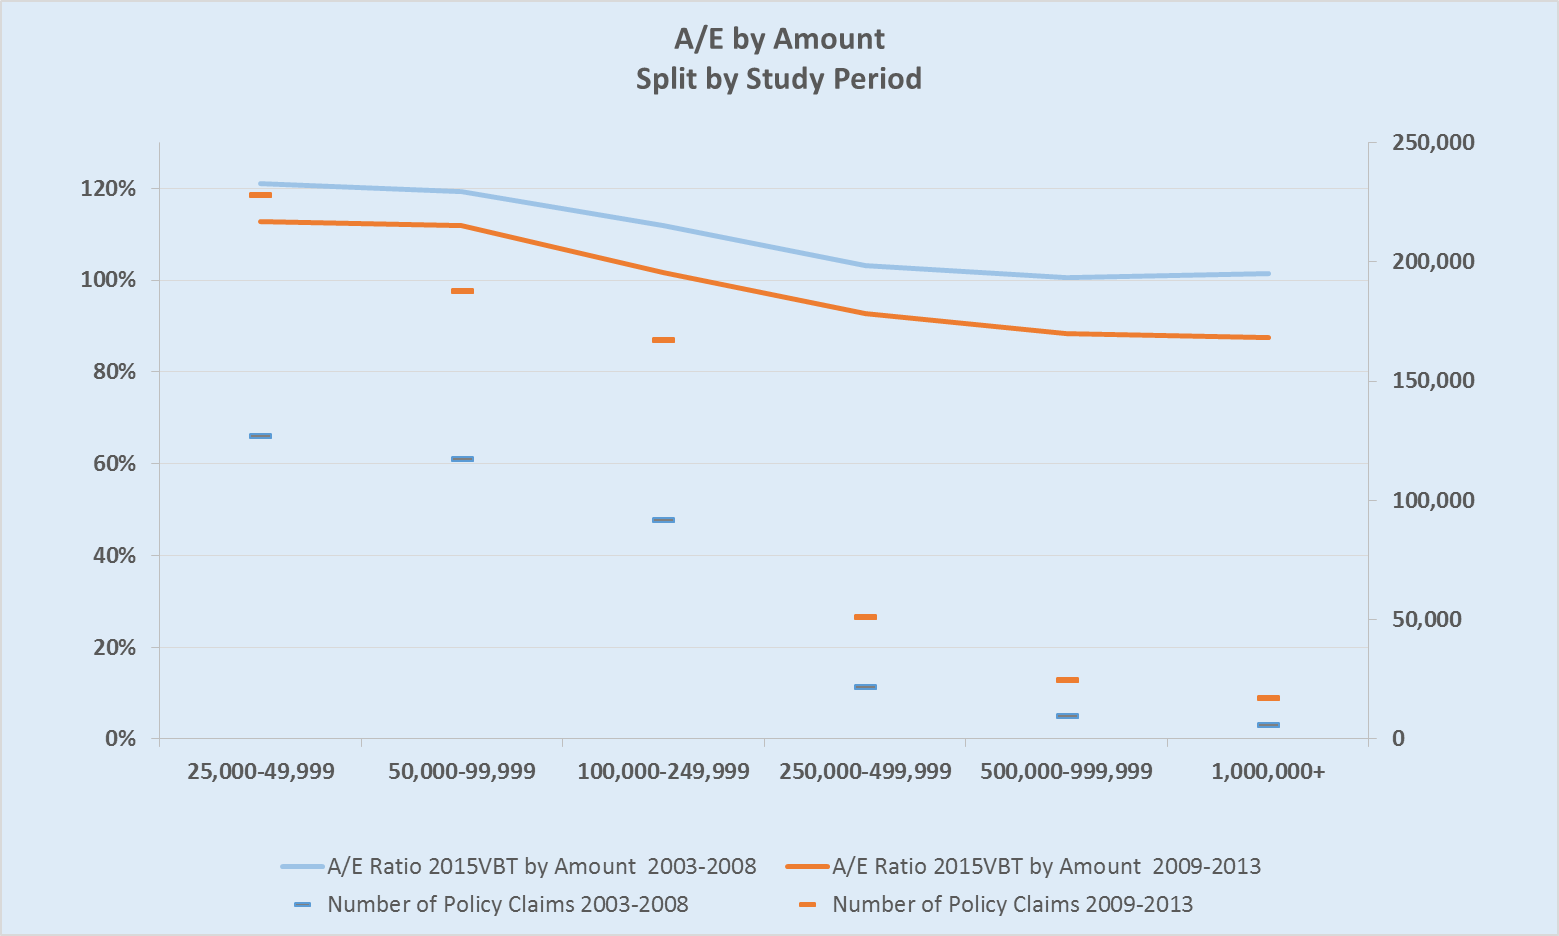 A/E by Amount
Split by Study Period
120%
100%
80%
60%
40%
20%
0%
250,000
200,000
150,000
100,000
50,000
0
25,000-49,999 50,000-99,999 100,000-249,999 250,000-499,999 500,000-999,999 1,000,000+
A/E Ratio 2015VBT by Amount  2003-2008 A/E Ratio 2015VBT by Amount  2009-2013
Number of Policy Claims 2003-2008 Number of Policy Claims 2009-2013